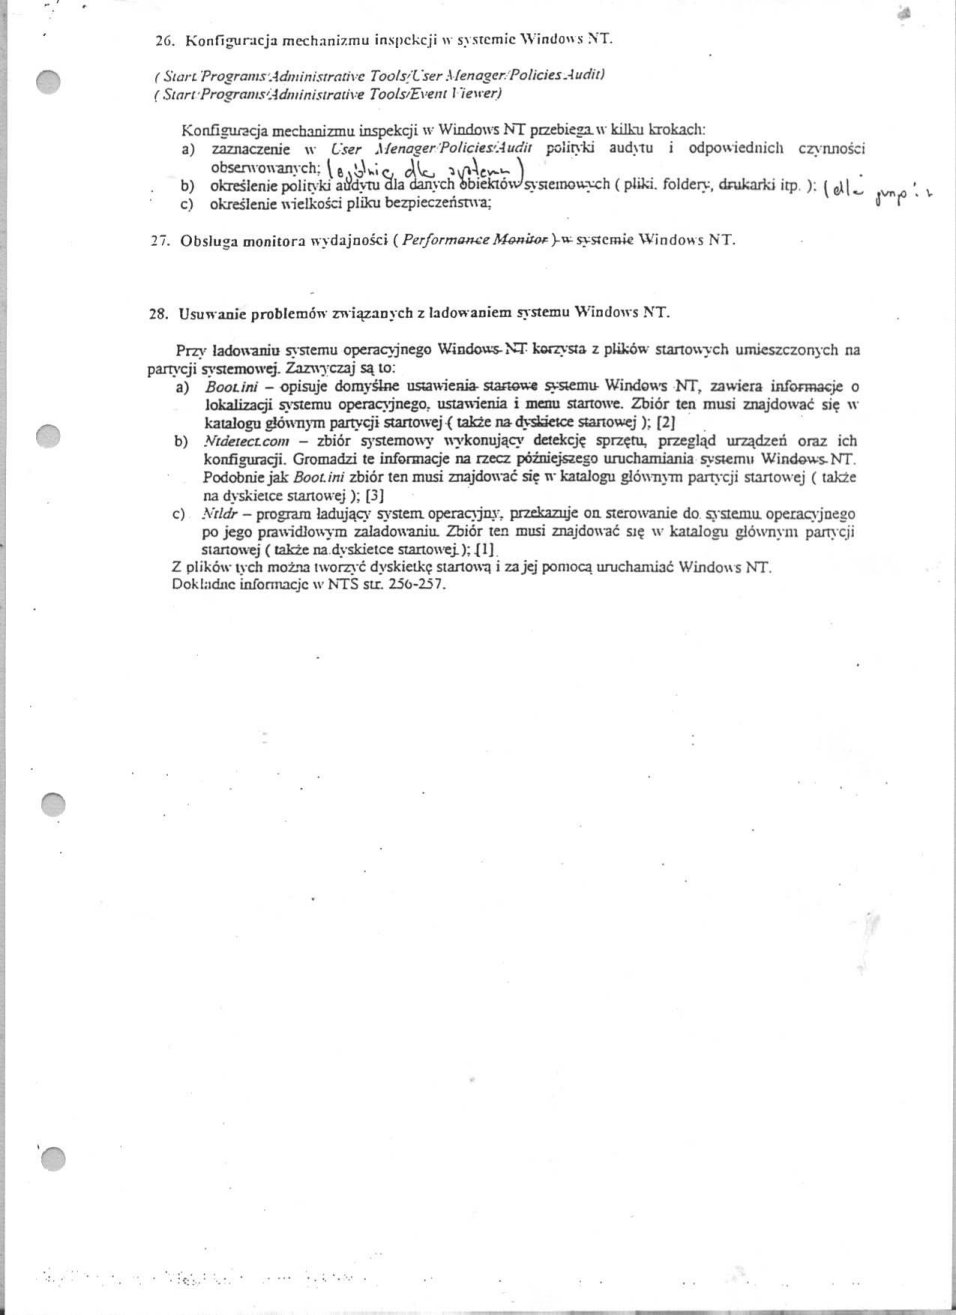 26. Konfiguracja mechanizmu inspekcji w systemie Windows NT.
( Start/Programs/Administrative Tools/User Menager/Policies/Audit)
( Start/Programs/Administrative Tools/Event Viewer)
Konfiguracja mechanizmu inspekcji w Windows NT przebiega w kilku krokach:
a) zaznaczenie w User Menager/Policies/Audit polityki audytu i odpowiednich czynności
obserwowanych; ( dla systemu )
b) określenie polityki audytu dla danych obiektów systemowych ( pliki, foldery, drukarki itp. ); ( dla
c) określenie wielkości pliku bezpieczeństwa;
27. Obsługa monitora wydajności ( Performance Monitor ) w systemie Windows NT.
28. Usuwanie problemów związanych z ładowaniem systemu Windows NT.
Przy ładowaniu systemu operacyjnego Windows NT korzysta z plików startowych umieszczonych na
partycji systemowej. Zazwyczaj są to:
a) Boot.ini – opisuje domyślne ustawienia startowe systemu Windows NT, zawiera informacje o
lokalizacji systemu operacyjnego, ustawienia i menu startowe. Zbiór ten musi znajdować się w
katalogu głównym partycji startowej ( także na dyskietce startowej ); [2]
b) Ntdetect.com – zbiór systemowy wykonujący detekcję sprzętu, przegląd urządzeń oraz ich
konfiguracji. Gromadzi te informacje na rzecz późniejszego uruchamiania systemu Windows NT.
Podobnie jak Boot.ini zbiór ten musi znajdować się w katalogu głównym partycji startowej ( także
na dyskietce startowej ); [3]
c) Ntldr – program ładujący system operacyjny, przekazuje on sterowanie do systemu operacyjnego
po jego prawidłowym załadowaniu. Zbiór ten musi znajdować się w katalogu głównym partycji
startowej ( także na dyskietce startowej ); [1]
Z plików tych można tworzyć dyskietkę startową i za jej pomocą uruchamiać Windows NT.
Dokładne informacje w NTS str. 256-257.